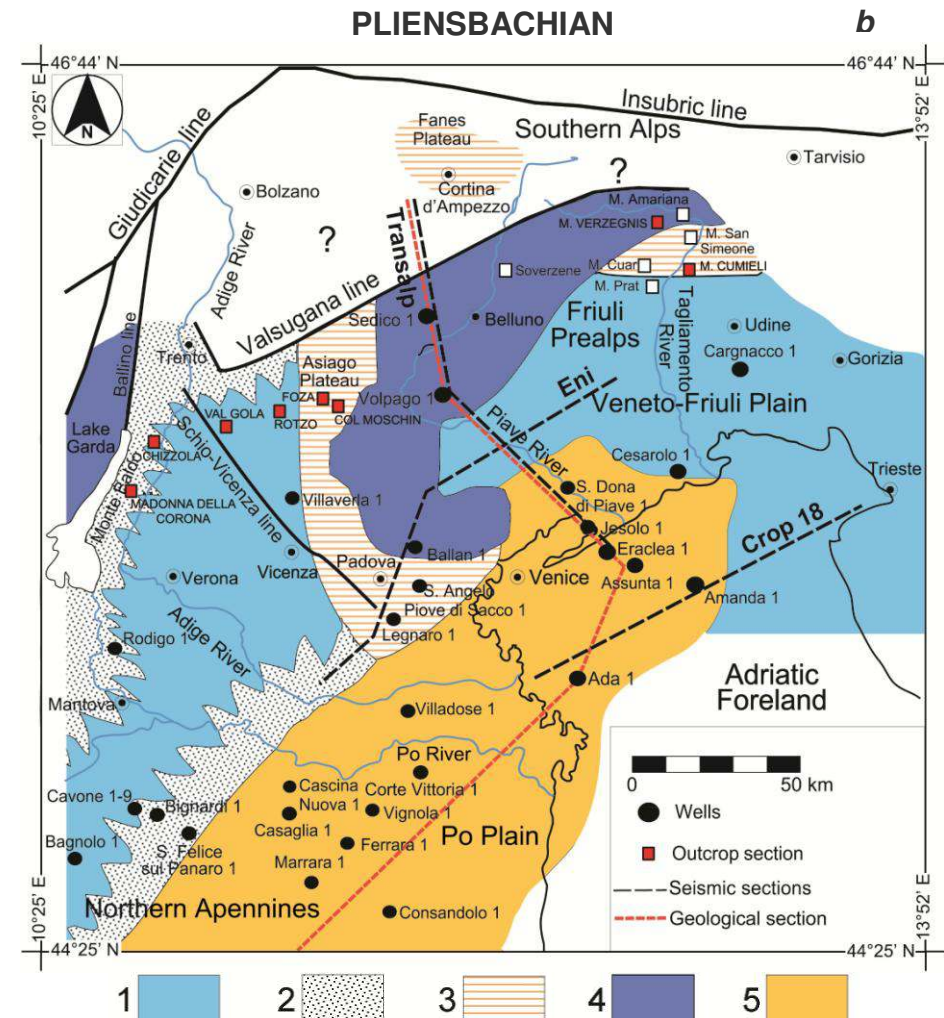 PLIENSBACHIAN
b
46°44' N
46°44' N
10°25' E
13°52' E
N
Insubric line
Giudicarie line
Fanes
Plateau
Southern Alps
Tarvisio
Bolzano
Cortina
d'Ampezzo
?
?
M. Amariana
M. VERZEGNIS
M. San
Simeone
M. Cuar
M. CUMIELI
M. Prat
Soverzene
Transalp
Adige River
Valsugana line
Ballino line
Sedico 1
Belluno
Friuli
Prealps
Tagliamento
River
Udine
Cargnacco 1
Gorizia
Trento
Asiago
Plateau
FOZA
VAL GOLA
ROTZO
COL MOSCHIN
Volpago 1
Eni
Veneto-Friuli Plain
Lake
Garda
CHIZZOLA
Schio-Vicenza line
Piave River
Cesarolo 1
Trieste
Monte Baldo
MADONNA DELLA
CORONA
Villaverla 1
S. Dona
di Piave 1
Jesolo 1
Crop 18
Ballan 1
Eraclea 1
Verona
Vicenza
Padova
S. Angelo
Piove di Sacco 1
Venice
Assunta 1
Amanda 1
Legnaro 1
Rodigo 1
Adige River
Ada 1
Adriatic
Foreland
Mantova
Villadose 1
Po River
0
50 km
Cavone 1-9
Bignardi 1
Cascina
Nuova 1
Corte Vittoria 1
Vignola 1
Casaglia 1
Wells
Bagnolo 1
S. Felice
sul Panaro 1
Ferrara 1
Po Plain
Outcrop section
Marrara 1
Seismic sections
Northern Apennines
Consandolo 1
Geological section
10°25' E
13°52' E
44°25' N
44°25' N
1
2
3
4
5